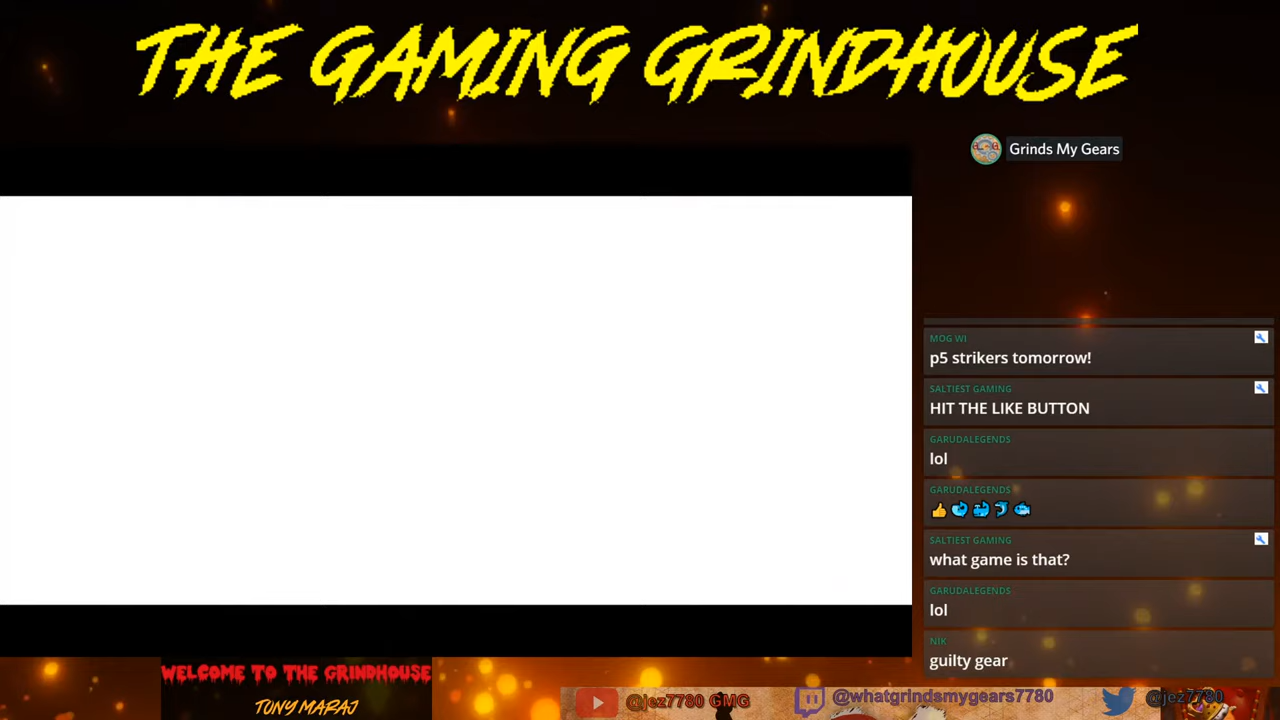 THE GAMING GRINDHOUSE
Grinds My Gears
MOG WI
p5 strikers tomorrow!
SALTIEST GAMING
HIT THE LIKE BUTTON
GARUDALEGENDS
lol
GARUDALEGENDS
👍🐳
SALTIEST GAMING
what game is that?
GARUDALEGENDS
lol
NIK
guilty gear
WELCOME TO THE GRINDHOUSE
TONY MARAJ
@jez7780 GMG
@whatgrindsmygears7780
@jez7780